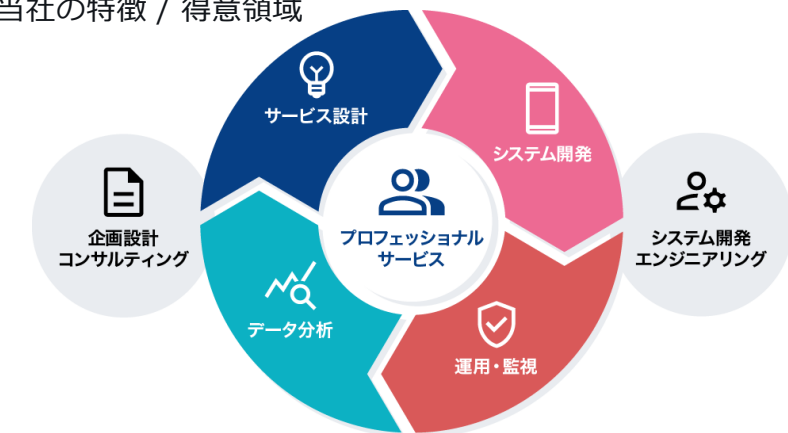 当社の特徴 / 得意領域
サービス設計
システム開発
企画設計
コンサルティング
プロフェッショナル
サービス
システム開発
エンジニアリング
データ分析
運用・監視